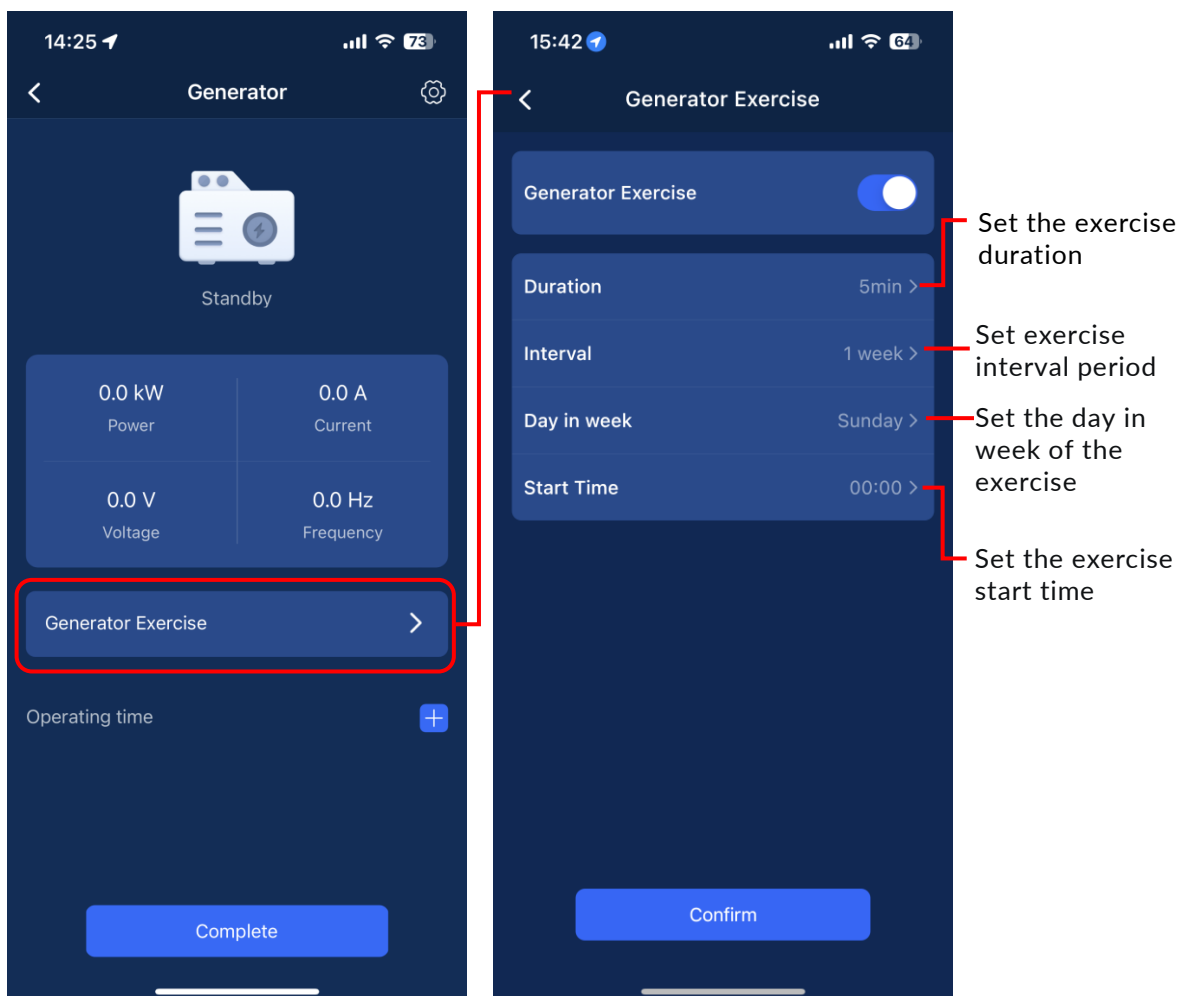 14:25
73
Generator
Standby
0.0 kW
Power
0.0 A
Current
0.0 V
Voltage
0.0 Hz
Frequency
Generator Exercise
Operating time
Complete
15:42
64
Generator Exercise
Generator Exercise
Duration
5min
Interval
1 week
Day in week
Sunday
Start Time
00:00
Confirm
Set the exercise
duration
Set exercise
interval period
Set the day in
week of the
exercise
Set the exercise
start time